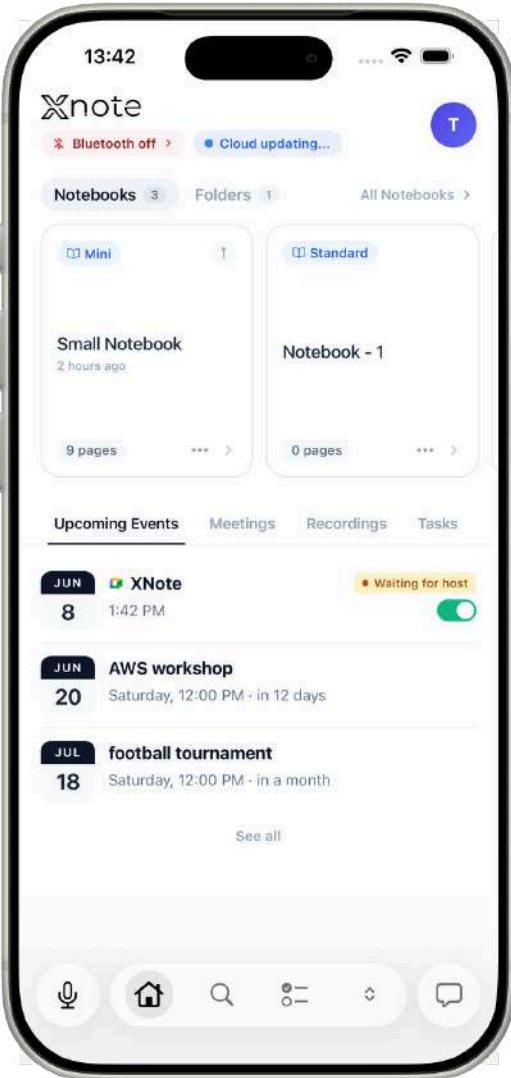 13:42
Xnote
Bluetooth off >
Cloud updating...
T
Notebooks 3
Folders 1
All Notebooks >
Mini
Small Notebook
2 hours ago
9 pages
Standard
Notebook - 1
0 pages
Upcoming Events
Meetings
Recordings
Tasks
JUN
8
XNote
1:42 PM
Waiting for host
JUN
20
AWS workshop
Saturday, 12:00 PM · in 12 days
JUL
18
football tournament
Saturday, 12:00 PM · in a month
See all